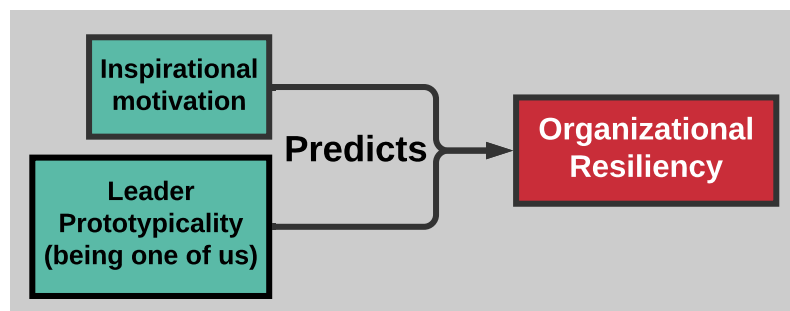 Inspirational
motivation
Leader
Prototypicality
(being one of us)
Predicts
Organizational
Resiliency